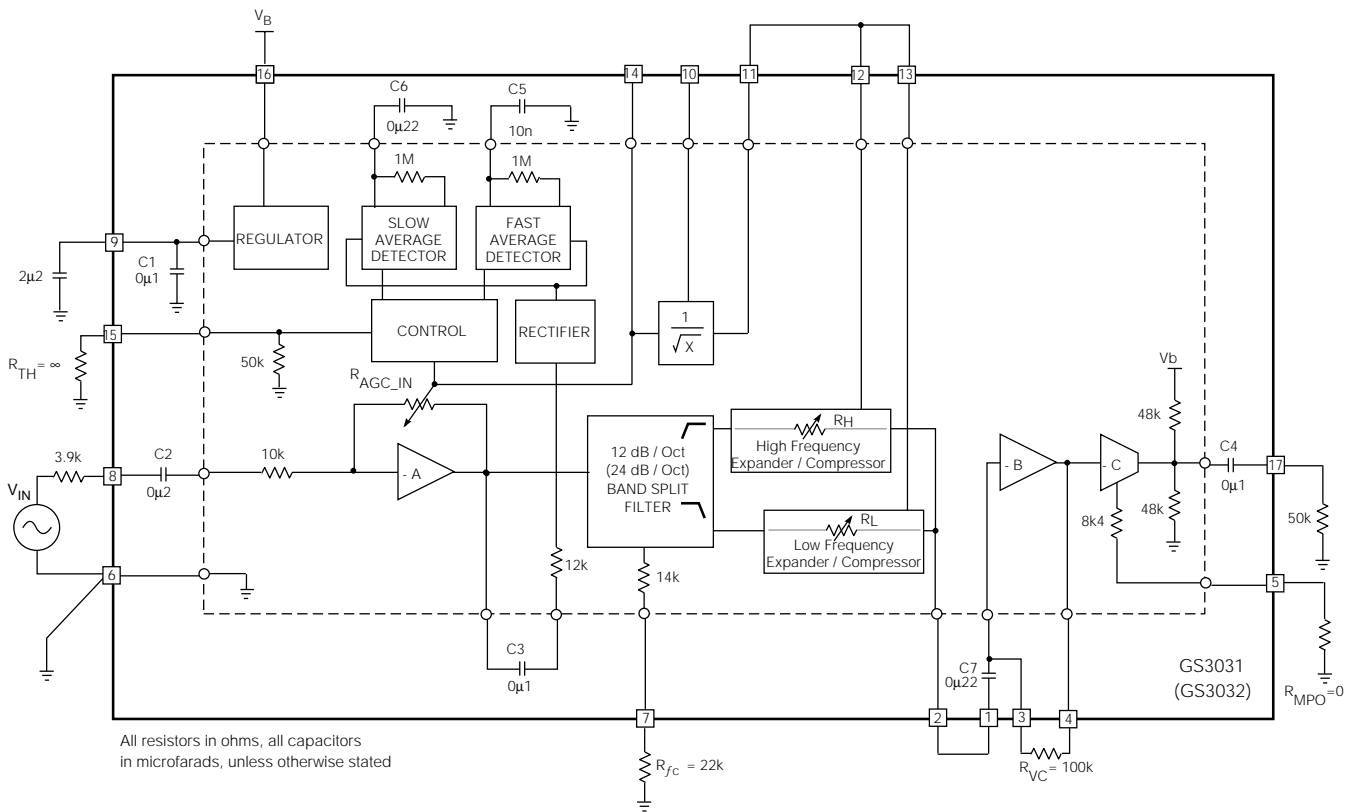 V_B
16
14
10
11
12
13
C6
0μ22
C5
10n
1M
1M
REGULATOR
SLOW
AVERAGE
DETECTOR
FAST
AVERAGE
DETECTOR
9
2μ2
C1
0μ1
15
R_TH = ∞
50k
CONTROL
RECTIFIER
1
√X
R_AGC_IN
Vb
48k
3.9k
8
C2
0μ2
10k
- A
12 dB / Oct
(24 dB / Oct)
BAND SPLIT
FILTER
R_H
High Frequency
Expander / Compressor
R_L
Low Frequency
Expander / Compressor
- B
- C
C4
0μ1
17
8k4
48k
50k
V_IN
6
12k
14k
5
C3
0μ1
C7
0μ22
GS3031
(GS3032)
R_MPO=0
7
2
1
3
4
R_fc = 22k
R_VC = 100k
All resistors in ohms, all capacitors
in microfarads, unless otherwise stated